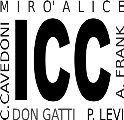 MIRO' ALICE
C.CAVEDONI
ICC
A. FRANK
DON GATTI P. LEVI